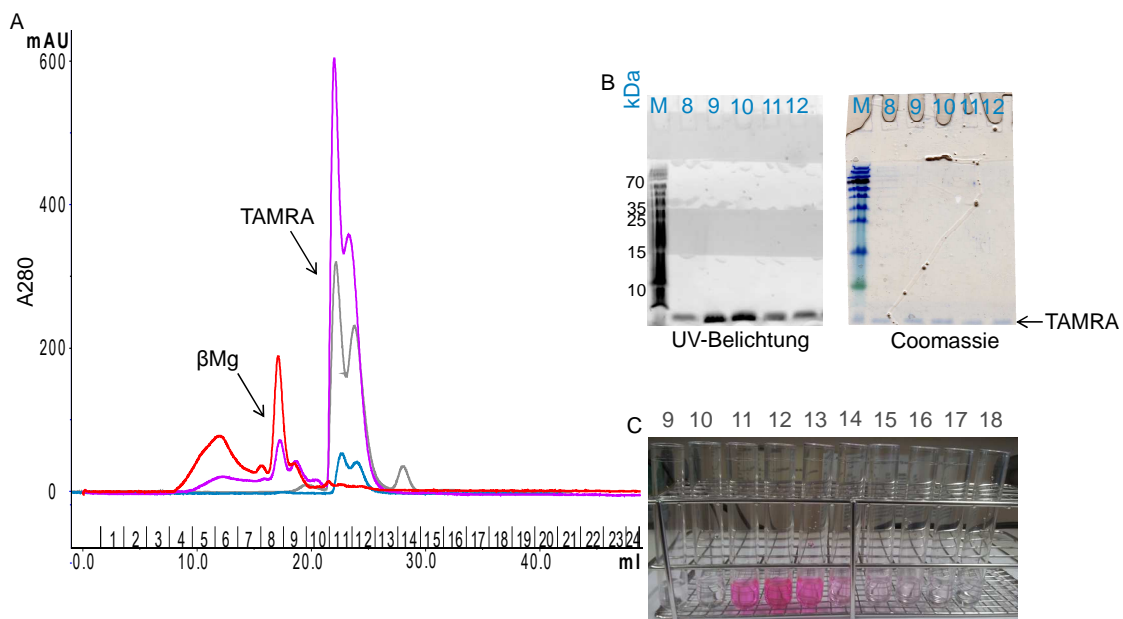 A
mAU
600
400
200
0
A280
TAMRA
βMg
1 2 3 4 5 6 7 8 9 10 11 12 13 14 15 16 17 18 19 20 21 22 23 24
0.0 10.0 20.0 30.0 40.0 ml
B
kDa
M 8 9 10 11 12
70
35
25
15
10
UV-Belichtung
M 8 9 10 11 12
TAMRA
Coomassie
C
9 10 11 12 13 14 15 16 17 18